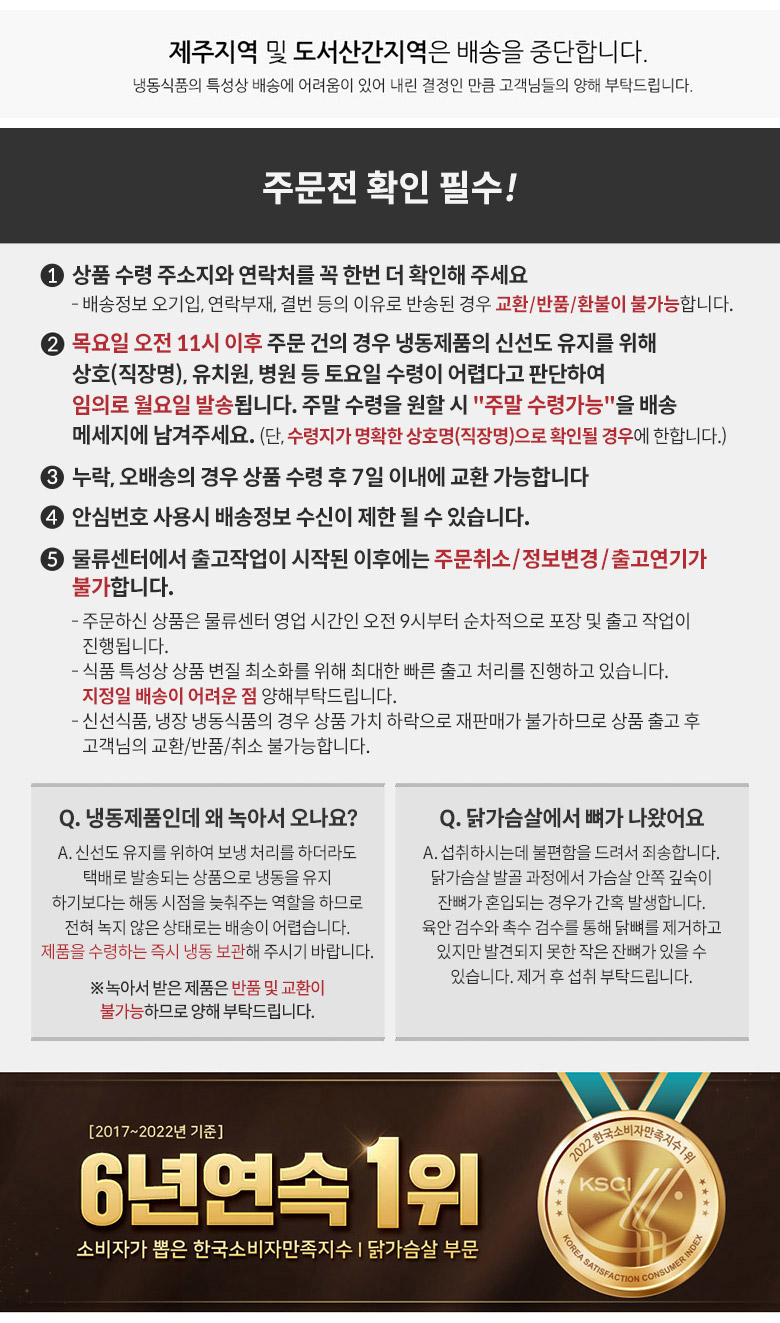 제주지역 및 도서산간지역은 배송을 중단합니다.
냉동식품의 특성상 배송에 어려움이 있어 내린 결정인 만큼 고객님들의 양해 부탁드립니다.
주문전 확인 필수!
1 상품 수령 주소지와 연락처를 꼭 한번 더 확인해 주세요
- 배송정보 오기입, 연락부재, 결번 등의 이유로 반송된 경우 교환/반품/환불이 불가능합니다.
2 목요일 오전 11시 이후 주문 건의 경우 냉동제품의 신선도 유지를 위해
상호(직장명), 유치원, 병원 등 토요일 수령이 어렵다고 판단하여
임의로 월요일 발송됩니다. 주말 수령을 원할 시 "주말 수령가능"을 배송
메세지에 남겨주세요. (단, 수령지가 명확한 상호명(직장명)으로 확인될 경우에 한합니다.)
3 누락, 오배송의 경우 상품 수령 후 7일 이내에 교환 가능합니다
4 안심번호 사용시 배송정보 수신이 제한 될 수 있습니다.
5 물류센터에서 출고작업이 시작된 이후에는 주문취소/정보변경/출고연기가
불가합니다.
- 주문하신 상품은 물류센터 영업 시간인 오전 9시부터 순차적으로 포장 및 출고 작업이
진행됩니다.
- 식품 특성상 상품 변질 최소화를 위해 최대한 빠른 출고 처리를 진행하고 있습니다.
지정일 배송이 어려운 점 양해부탁드립니다.
- 신선식품, 냉장 냉동식품의 경우 상품 가치 하락으로 재판매가 불가하므로 상품 출고 후
고객님의 교환/반품/취소 불가능합니다.
Q. 냉동제품인데 왜 녹아서 오나요?
A. 신선도 유지를 위하여 보냉 처리를 하더라도
택배로 발송되는 상품으로 냉동을 유지
하기보다는 해동 시점을 늦춰주는 역할을 하므로
전혀 녹지 않은 상태로는 배송이 어렵습니다.
제품을 수령하는 즉시 냉동 보관해 주시기 바랍니다.
※녹아서 받은 제품은 반품 및 교환이
불가능하므로 양해 부탁드립니다.
Q. 닭가슴살에서 뼈가 나왔어요
A. 섭취하시는데 불편함을 드려서 죄송합니다.
닭가슴살 발골 과정에서 가슴살 안쪽 깊숙이
잔뼈가 혼입되는 경우가 간혹 발생합니다.
육안 검수와 촉수 검수를 통해 닭뼈를 제거하고
있지만 발견되지 못한 작은 잔뼈가 있을 수
있습니다. 제거 후 섭취 부탁드립니다.
[2017~2022년 기준]
6년연속 1위
소비자가 뽑은 한국소비자만족지수 | 닭가슴살 부문
2022 한국소비자만족지수 1위
KSCI
KOREA SATISFACTION CONSUMER INDEX